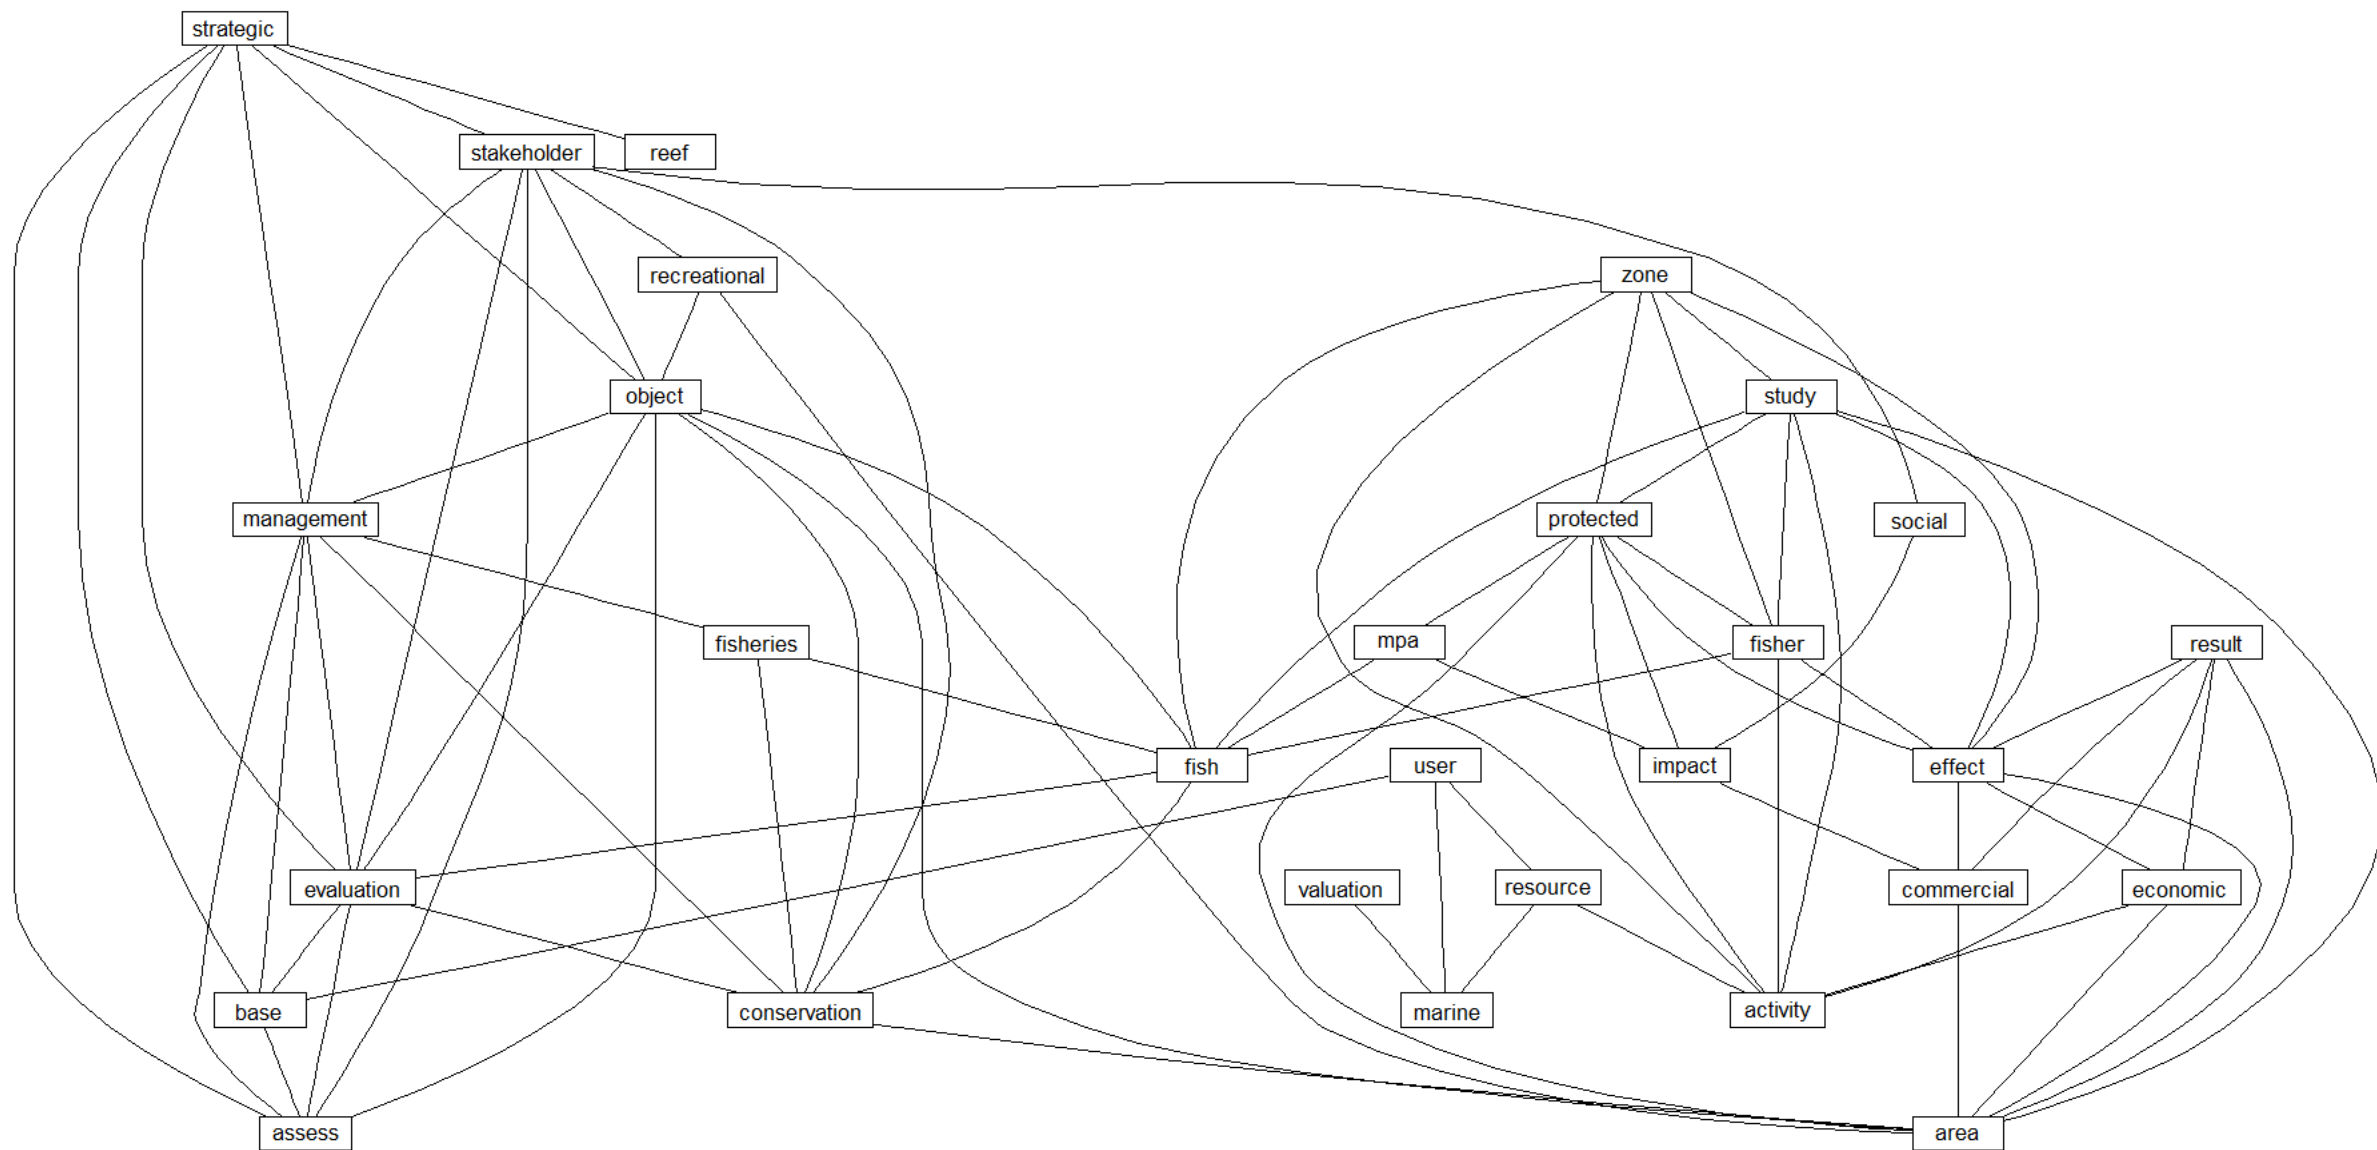 strategic
stakeholder
reef
recreational
zone
object
study
management
protected
social
fisheries
mpa
fisher
result
fish
user
impact
effect
evaluation
valuation
resource
commercial
economic
base
conservation
marine
activity
assess
area